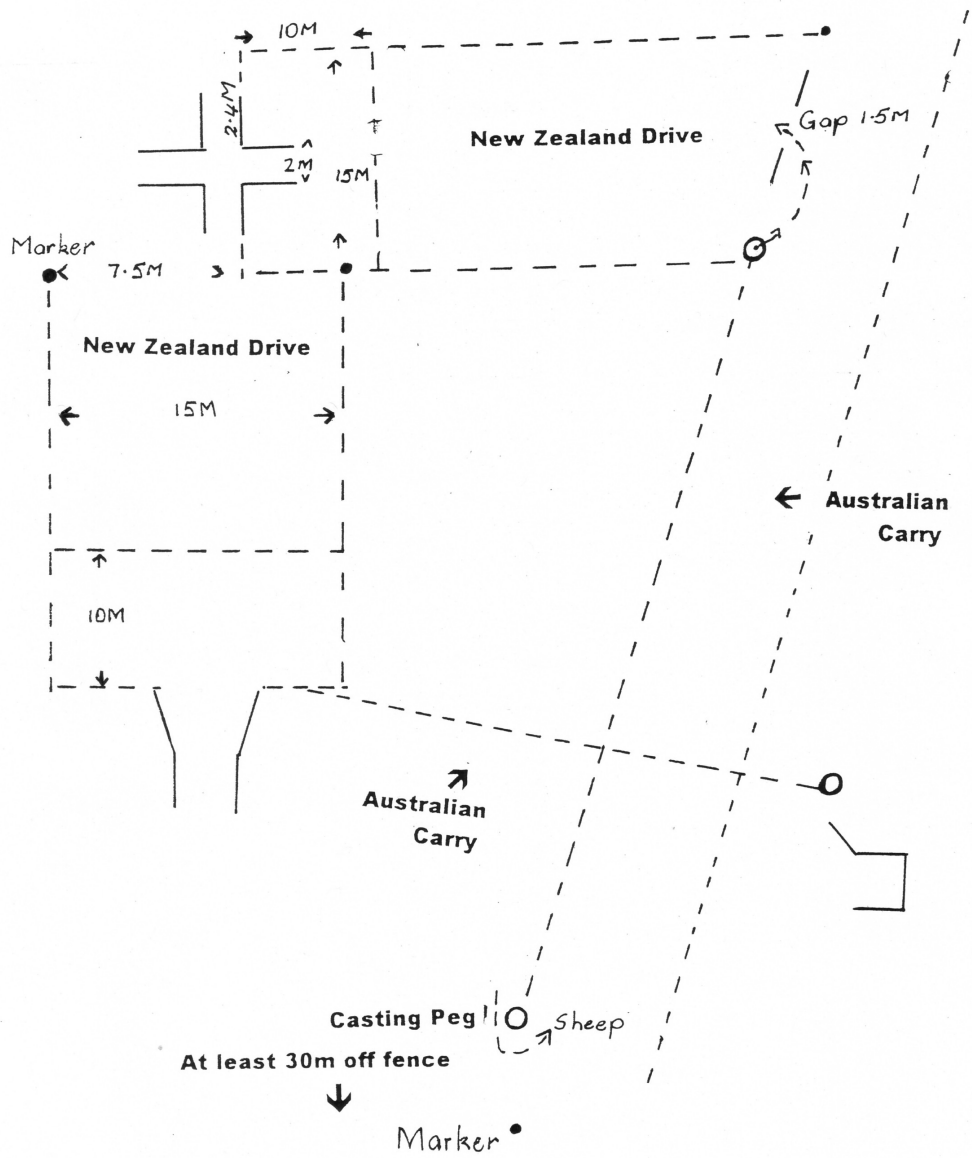 10M
2.4M
New Zealand Drive
Gap 1.5M
2M
15M
Marker
7.5M
New Zealand Drive
15M
Australian
Carry
10M
Australian
Carry
Casting Peg
Sheep
At least 30m off fence
Marker